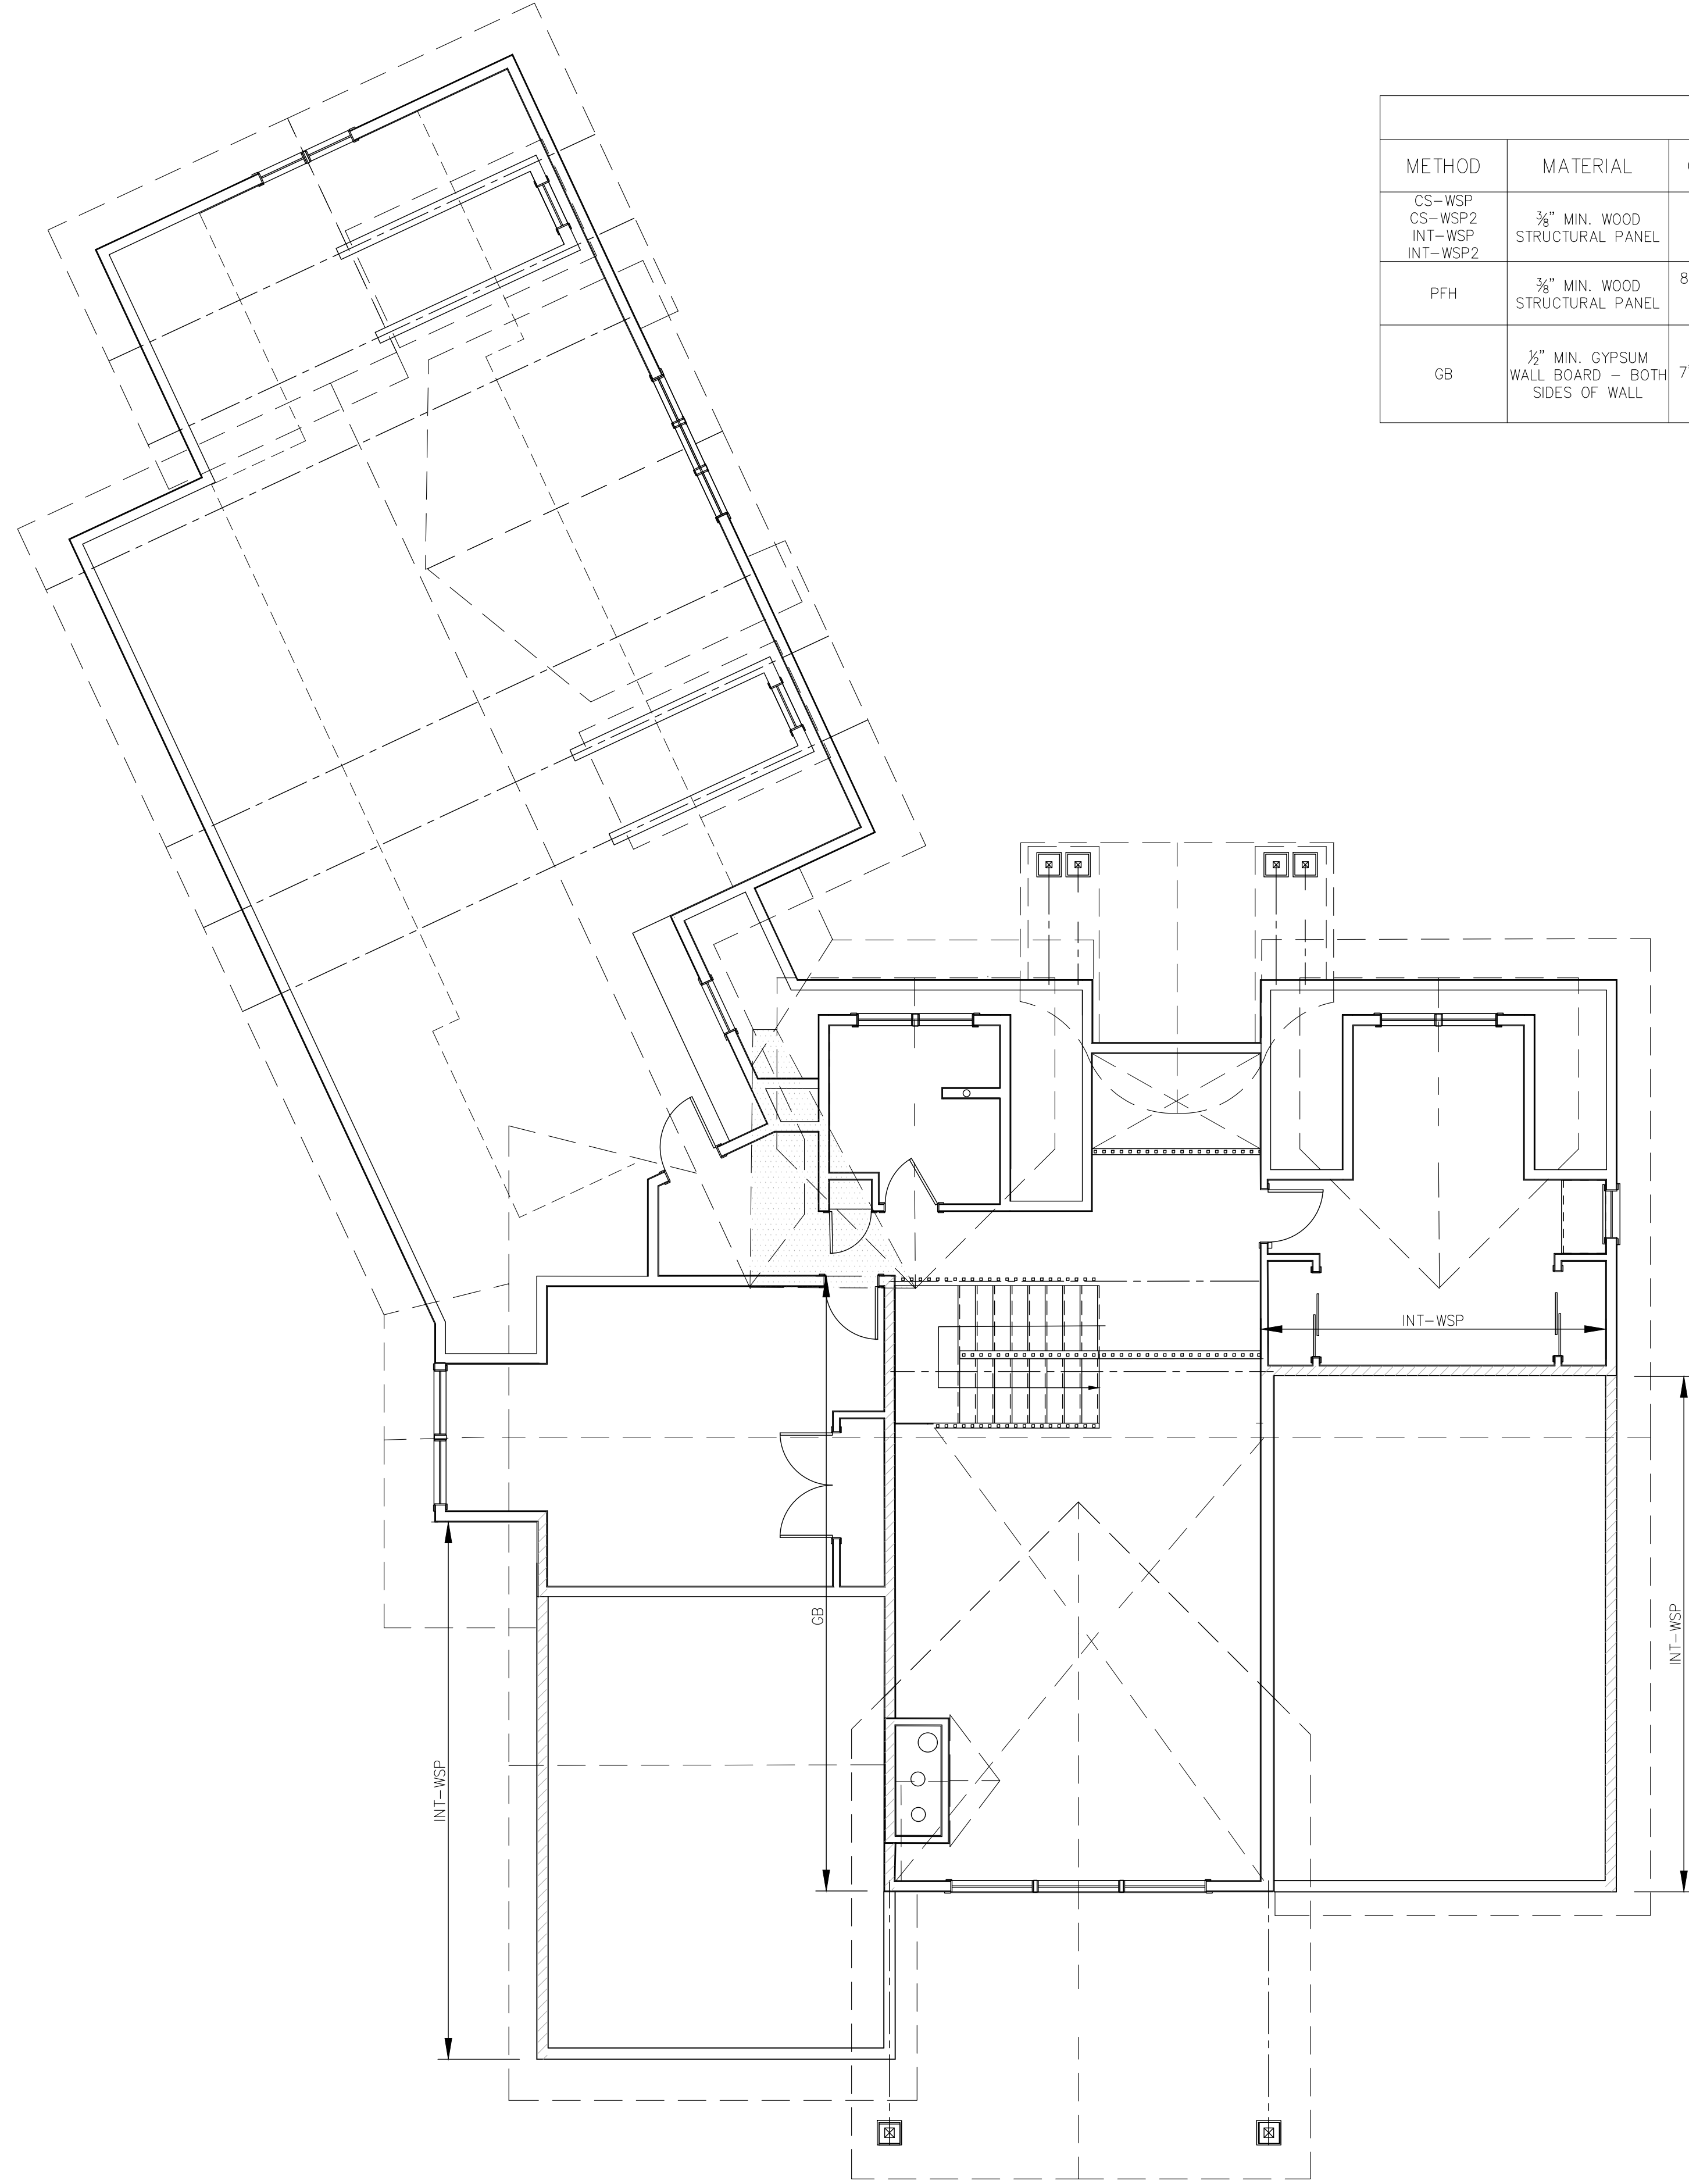 METHOD
MATERIAL
CS-WSP
CS-WSP2
INT-WSP
INT-WSP2
⅜" MIN. WOOD
STRUCTURAL PANEL
PFH
⅜" MIN. WOOD
STRUCTURAL PANEL
8
GB
½" MIN. GYPSUM
WALL BOARD - BOTH
SIDES OF WALL
7"
INT-WSP
GB
INT-WSP
INT-WSP